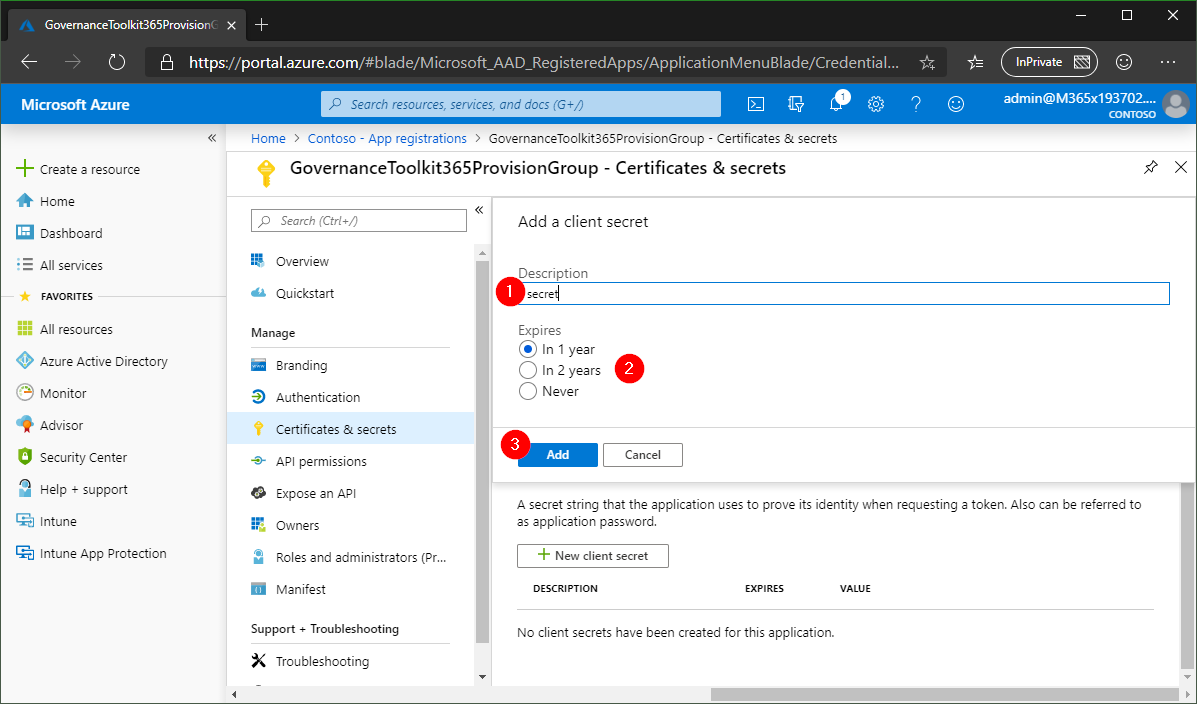 GovernanceToolkit365ProvisionG
https://portal.azure.com/#blade/Microsoft_AAD_RegisteredApps/ApplicationMenuBlade/Credential...
InPrivate
Microsoft Azure
Search resources, services, and docs (G+/)
1
admin@M365x193702....
CONTOSO
Home > Contoso - App registrations > GovernanceToolkit365ProvisionGroup - Certificates & secrets
GovernanceToolkit365ProvisionGroup - Certificates & secrets
Create a resource
Home
Dashboard
All services
FAVORITES
All resources
Azure Active Directory
Monitor
Advisor
Security Center
Help + support
Intune
Intune App Protection
Search (Ctrl+/)
Overview
Quickstart
Manage
Branding
Authentication
Certificates & secrets
API permissions
Expose an API
Owners
Roles and administrators (Pr...
Manifest
Support + Troubleshooting
Troubleshooting
Add a client secret
Description
1
secret
Expires
In 1 year
In 2 years
2
Never
3
Add
Cancel
A secret string that the application uses to prove its identity when requesting a token. Also can be referred to
as application password.
New client secret
DESCRIPTION EXPIRES VALUE
No client secrets have been created for this application.